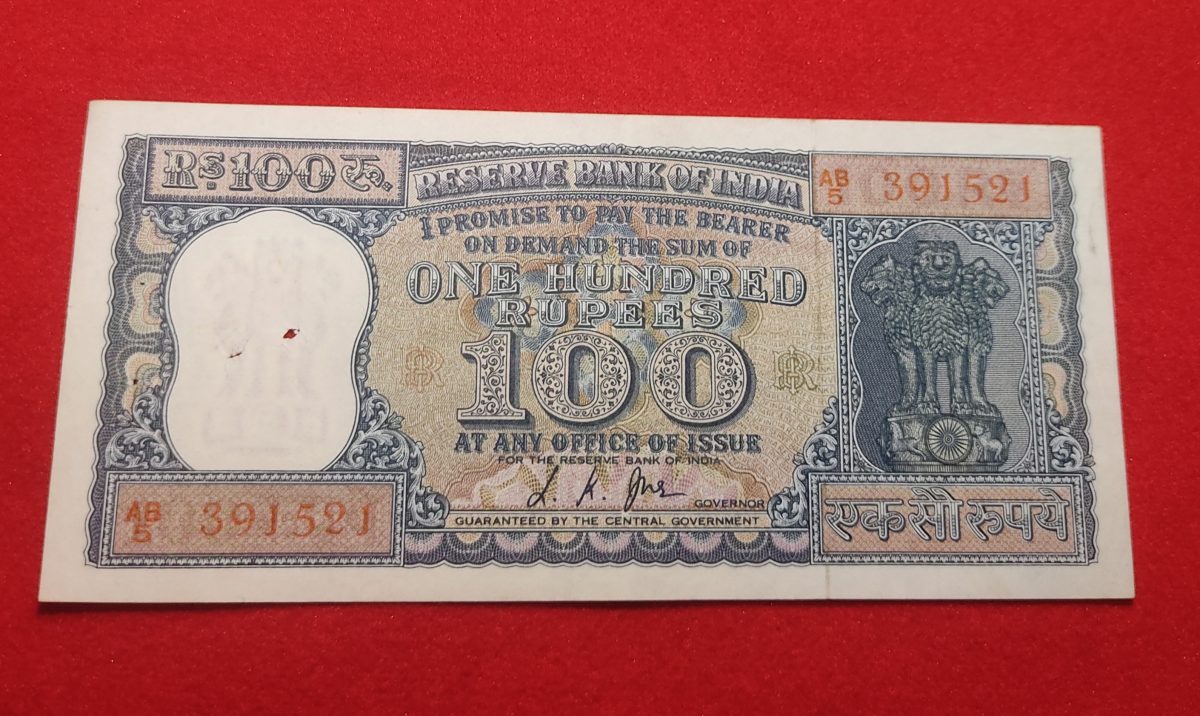 Rs. 100 रु.
RESERVE BANK OF INDIA
AB/5 391521
I PROMISE TO PAY THE BEARER
ON DEMAND THE SUM OF
ONE HUNDRED
RUPEES
100
AT ANY OFFICE OF ISSUE
FOR THE RESERVE BANK OF INDIA
GOVERNOR
GUARANTEED BY THE CENTRAL GOVERNMENT
AB/5 391521
एक सौ रुपये